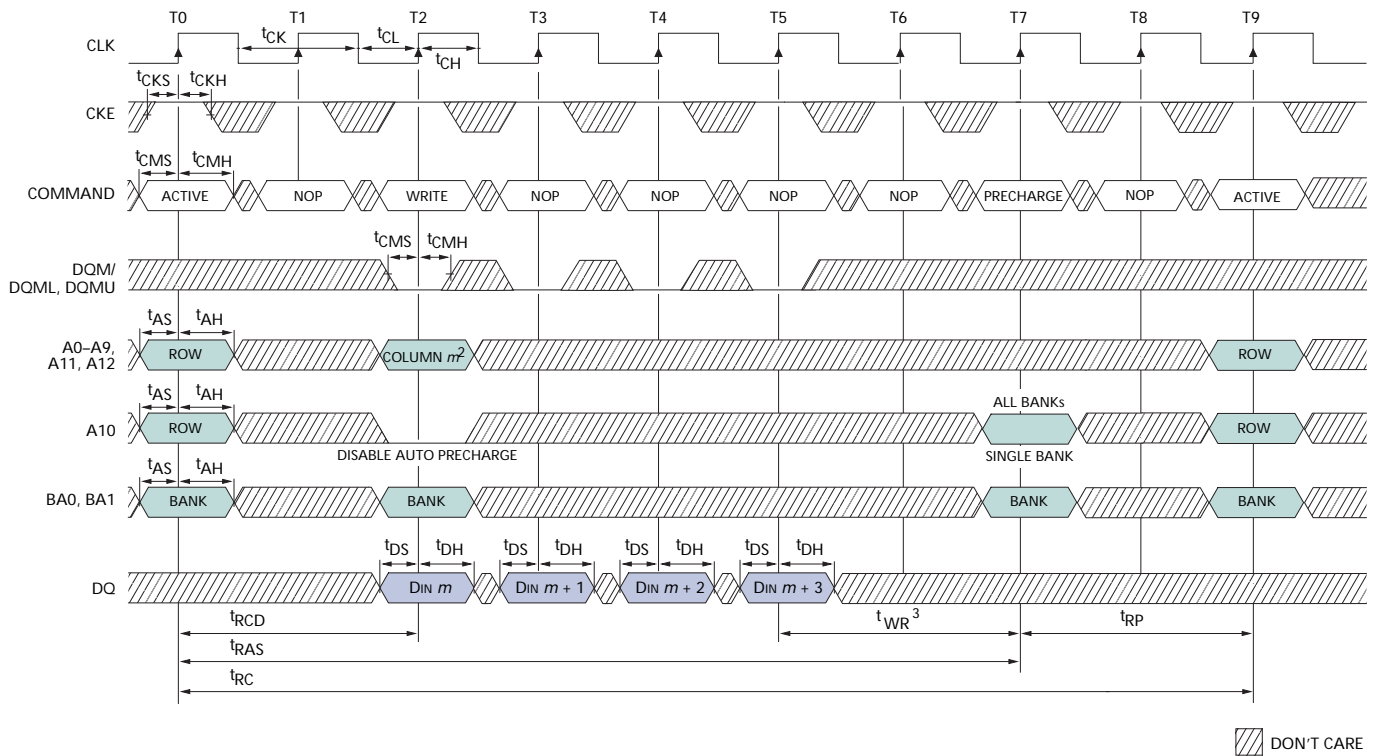 T0 T1 T2 T3 T4 T5 T6 T7 T8 T9
CLK
tCK tCL
tCH
tCKS tCKH
CKE
tCMS tCMH
COMMAND ACTIVE NOP WRITE NOP NOP NOP NOP PRECHARGE NOP ACTIVE
tCMS tCMH
DQM/
DQML, DQMU
tAS tAH
A0–A9,
A11, A12
ROW COLUMN m² ROW
tAS tAH
ALL BANKs
A10 ROW ROW
DISABLE AUTO PRECHARGE SINGLE BANK
tAS tAH
BA0, BA1 BANK BANK BANK BANK
tDS tDH tDS tDH tDS tDH tDS tDH
DQ DIN m DIN m + 1 DIN m + 2 DIN m + 3
tRCD tWR³ tRP
tRAS
tRC
DON'T CARE